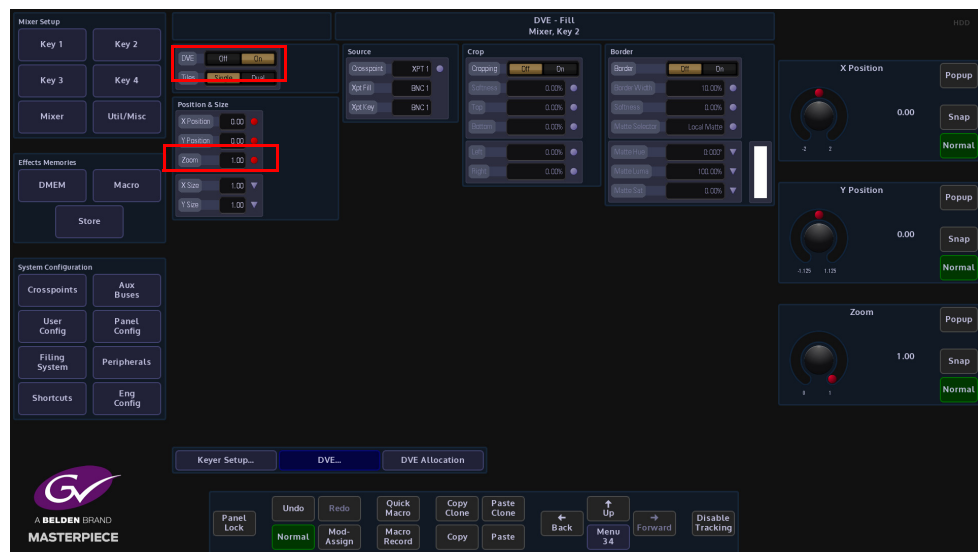 Mixer Setup
Key 1
Key 2
Key 3
Key 4
Mixer
Util/Misc
Effects Memories
DMEM
Macro
Store
System Configuration
Crosspoints
Aux
Buses
User
Config
Panel
Config
Filing
System
Peripherals
Shortcuts
Eng
Config
GV
A BELDEN BRAND
MASTERPIECE
DVE - Fill
Mixer, Key 2
HDD
DVE Off On
Tiles Single Dual
Position & Size
X Position 0.00
Y Position 0.00
Zoom 1.00
X Size 1.00
Y Size 1.00
Source
Crosspoint XPT 1
Xpt Fill BNC 1
Xpt Key BNC 1
Crop
Cropping Off On
Softness 0.00%
Top 0.00%
Bottom 0.00%
Left 0.00%
Right 0.00%
Border
Border Off On
Border Width 10.00%
Softness 0.00%
Matte Selector Local Matte
Matte Hue 0.000°
Matte Luma 100.00%
Matte Sat 0.00%
X Position
0.00
-2 2
Popup
Snap
Normal
Y Position
0.00
-1.125 1.125
Popup
Snap
Normal
Zoom
1.00
0 1
Popup
Snap
Normal
Keyer Setup...
DVE...
DVE Allocation
Panel
Lock
Undo
Redo
Quick
Macro
Copy
Clone
Paste
Clone
Normal
Mod-
Assign
Macro
Record
Copy
Paste
← Back
↑ Up
Menu
34
→ Forward
Disable
Tracking